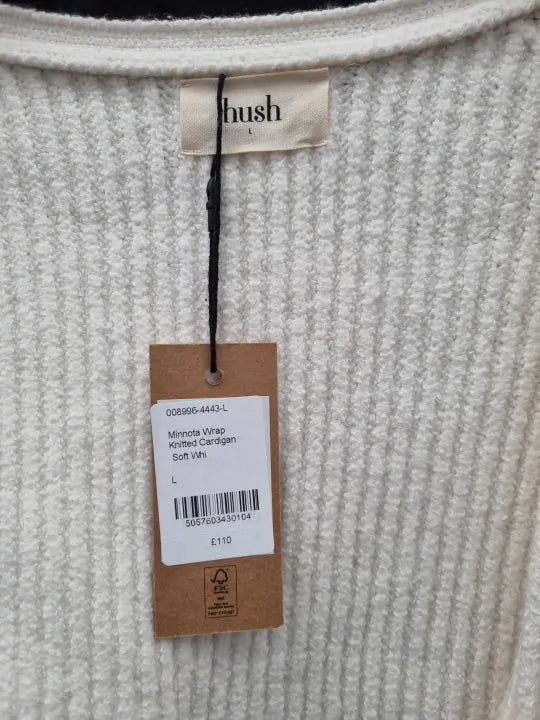 hush
L
008996-4443-L
Minnota Wrap
Knitted Cardigan
Soft Whi
L
5057603430104
£110
FSC